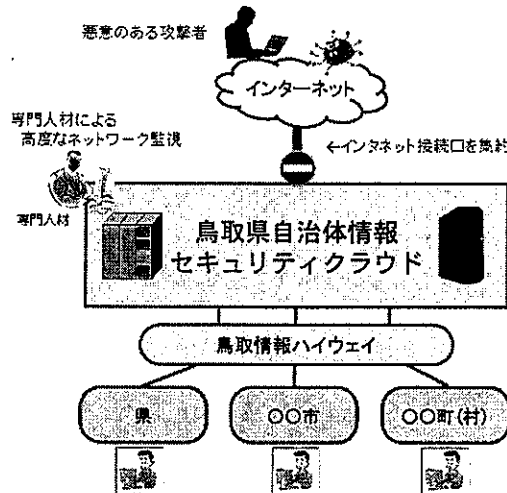 悪意のある攻撃者
インターネット
専門人材による
高度なネットワーク監視
←インタネット接続口を集約
専門人材
鳥取県自治体情報
セキュリティクラウド
鳥取情報ハイウェイ
県
○○市
○○町(村)